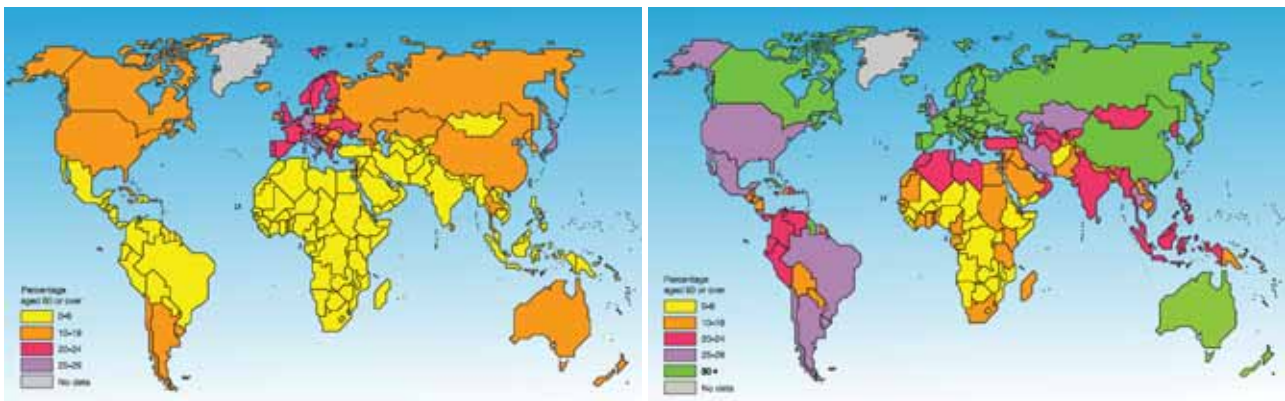 Percentage
aged 60 or over
0-9
10-19
20-24
25-29
No data
Percentage
aged 60 or over
0-9
10-19
20-24
25-29
30+
No data